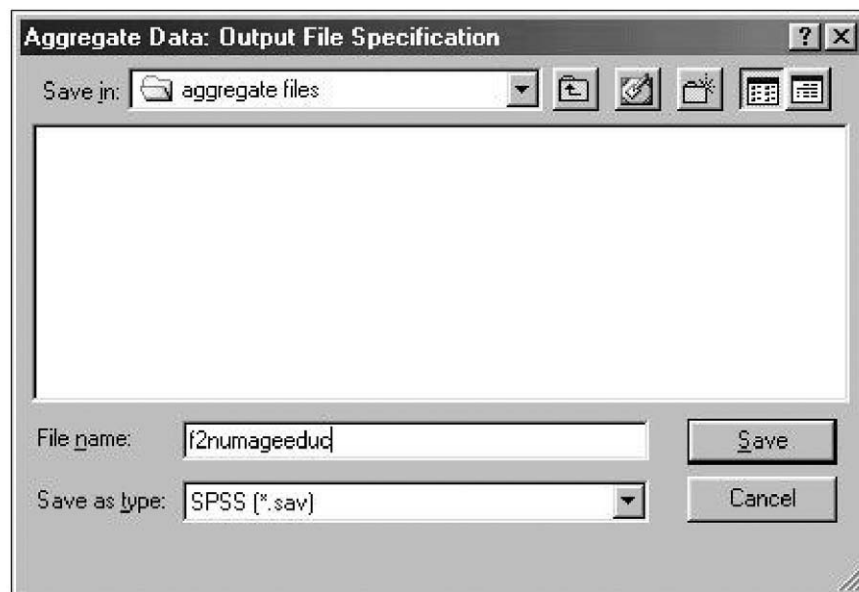 Aggregate Data: Output File Specification
Save in: aggregate files
File name: f2numageeduc
Save
Save as type: SPSS (*.sav)
Cancel